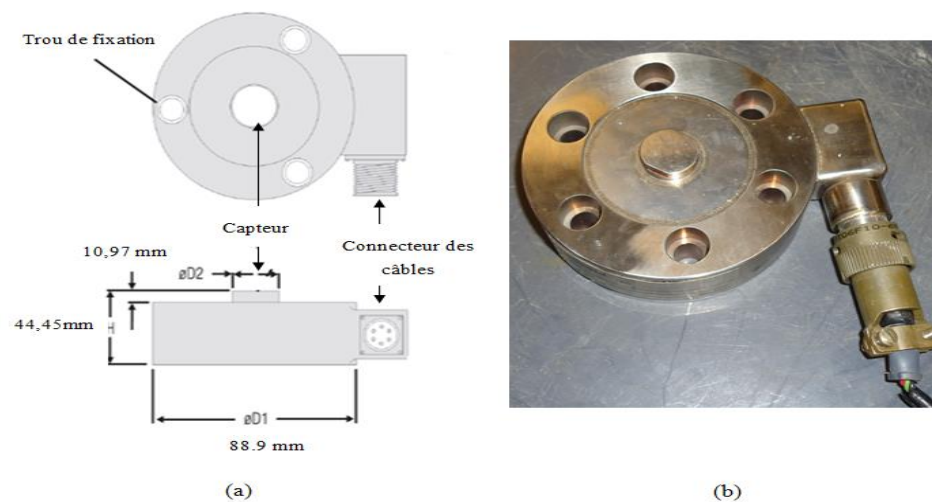 Trou de fixation
Capteur
Connecteur des
câbles
10,97 mm
øD2
44,45mm
H
øD1
88.9 mm
(a)
(b)